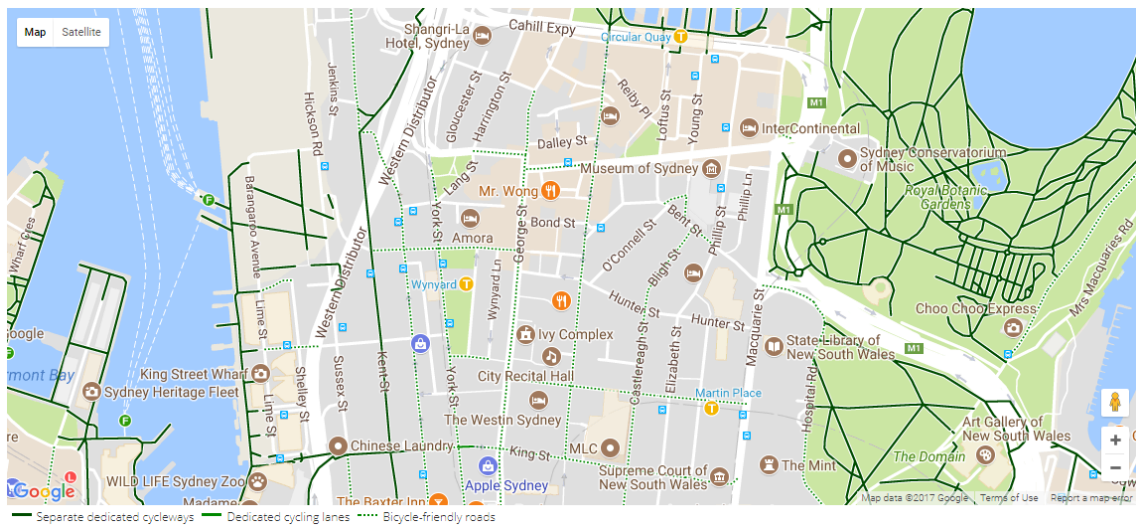 Map
Satellite
Shangri-La
Hotel, Sydney
Cahill Expy
Circular Quay
T
Jenkins St
Hickson Rd
Western Distributor
Gloucester St
Harrington St
Reiby Pl
Loftus St
Young St
M1
InterContinental
Dalley St
Museum of Sydney
Sydney Conservatorium
of Music
Lang St
Mr. Wong
Royal Botanic
Gardens
Phillip Ln
F
Barangaroo Avenue
York St
Amora
George St
Bond St
Bent St
Phillip St
M1
O'Connell St
Wharf Cres
Western Distributor
Bligh St
Mrs Macquaries Rd
Wynyard
T
Wynyard Ln
Hunter St
Hunter St
Macquarie St
Choo Choo Express
Lime St
Google
F
Ivy Complex
State Library of
New South Wales
M1
City Recital Hall
Castlereagh St
Elizabeth St
King Street Wharf
Sussex St
Kent St
York St
Shelley St
Hospital Rd
Martin Place
T
Sydney Heritage Fleet
Lime St
F
The Westin Sydney
Art Gallery of
New South Wales
Chinese Laundry
King St
MLC
The Domain
The Mint
Supreme Court of
New South Wales
WILD LIFE Sydney Zoo
Apple Sydney
L
Google
The Baxter Inn
Map data ©2017 Google
Terms of Use
Report a map error
Separate dedicated cycleways
Dedicated cycling lanes
Bicycle-friendly roads